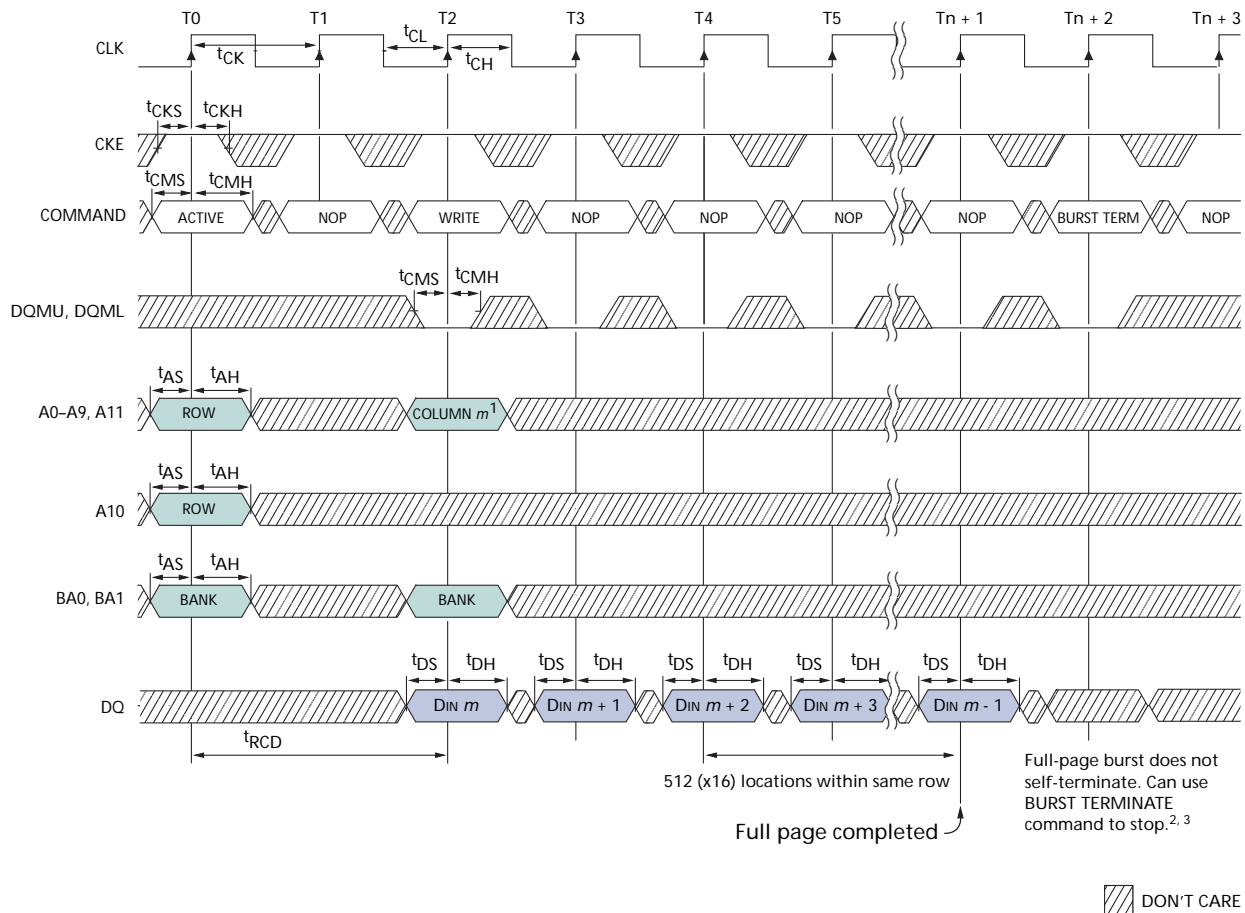 T0 T1 T2 T3 T4 T5 Tn + 1 Tn + 2 Tn + 3
CLK
tCK tCL tCH
tCKS tCKH
CKE
tCMS tCMH
COMMAND ACTIVE NOP WRITE NOP NOP NOP NOP BURST TERM NOP
tCMS tCMH
DQMU, DQML
tAS tAH
A0–A9, A11 ROW COLUMN m1
tAS tAH
A10 ROW
tAS tAH
BA0, BA1 BANK BANK
tDS tDH tDS tDH tDS tDH tDS tDH tDS tDH
DQ DIN m DIN m + 1 DIN m + 2 DIN m + 3 DIN m - 1
tRCD
512 (x16) locations within same row
Full page completed
Full-page burst does not
self-terminate. Can use
BURST TERMINATE
command to stop.2, 3
DON'T CARE